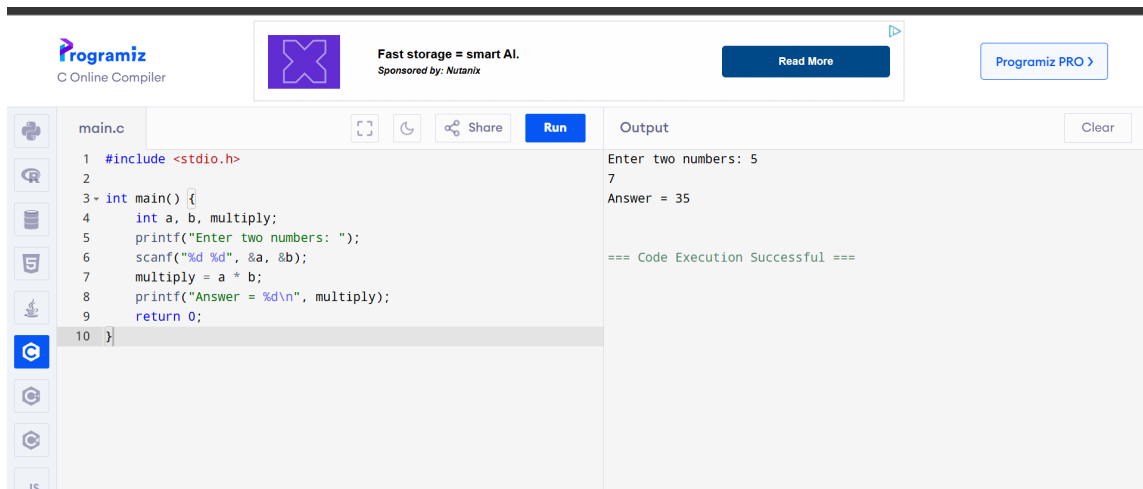 Programiz
C Online Compiler
Fast storage = smart AI.
Sponsored by: Nutanix
Read More
Programiz PRO >
main.c
Share
Run
Output
Clear
1 #include <stdio.h>
2
3 int main() {
4     int a, b, multiply;
5     printf("Enter two numbers: ");
6     scanf("%d %d", &a, &b);
7     multiply = a * b;
8     printf("Answer = %d\n", multiply);
9     return 0;
10 }
Enter two numbers: 5
7
Answer = 35
=== Code Execution Successful ===
JS